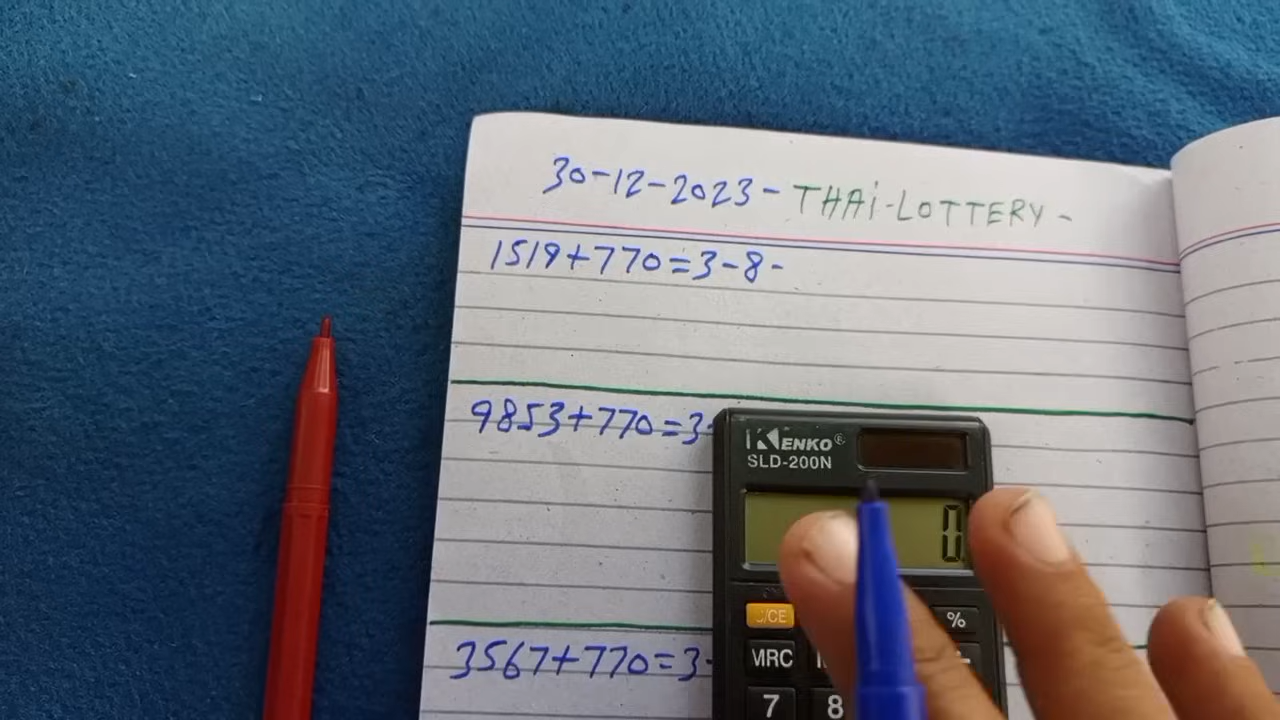 30-12-2023- THAi-LOTTERY-
1519+770=3-8-
9853+770=3-
KENKO®
SLD-200N
0
C/CE
%
3567+770=3-
MRC
7 8